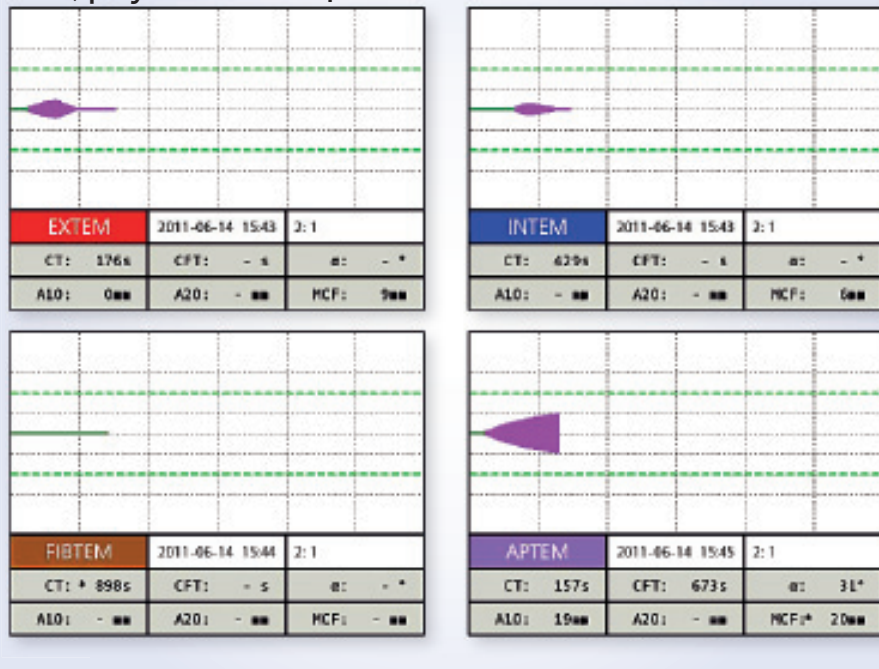 EXTEM 2011-06-14 15:43 2: 1
CT: 176s CFT: - s α: - °
A10: 0mm A20: - mm MCF: 9mm
INTEM 2011-06-14 15:43 2: 1
CT: 429s CFT: - s α: - °
A10: - mm A20: - mm MCF: 6mm
FIBTEM 2011-06-14 15:44 2: 1
CT: * 898s CFT: - s α: - °
A10: - mm A20: - mm MCF: - mm
APTEM 2011-06-14 15:45 2: 1
CT: 157s CFT: 673s α: 31°
A10: 19mm A20: - mm MCF:* 20mm